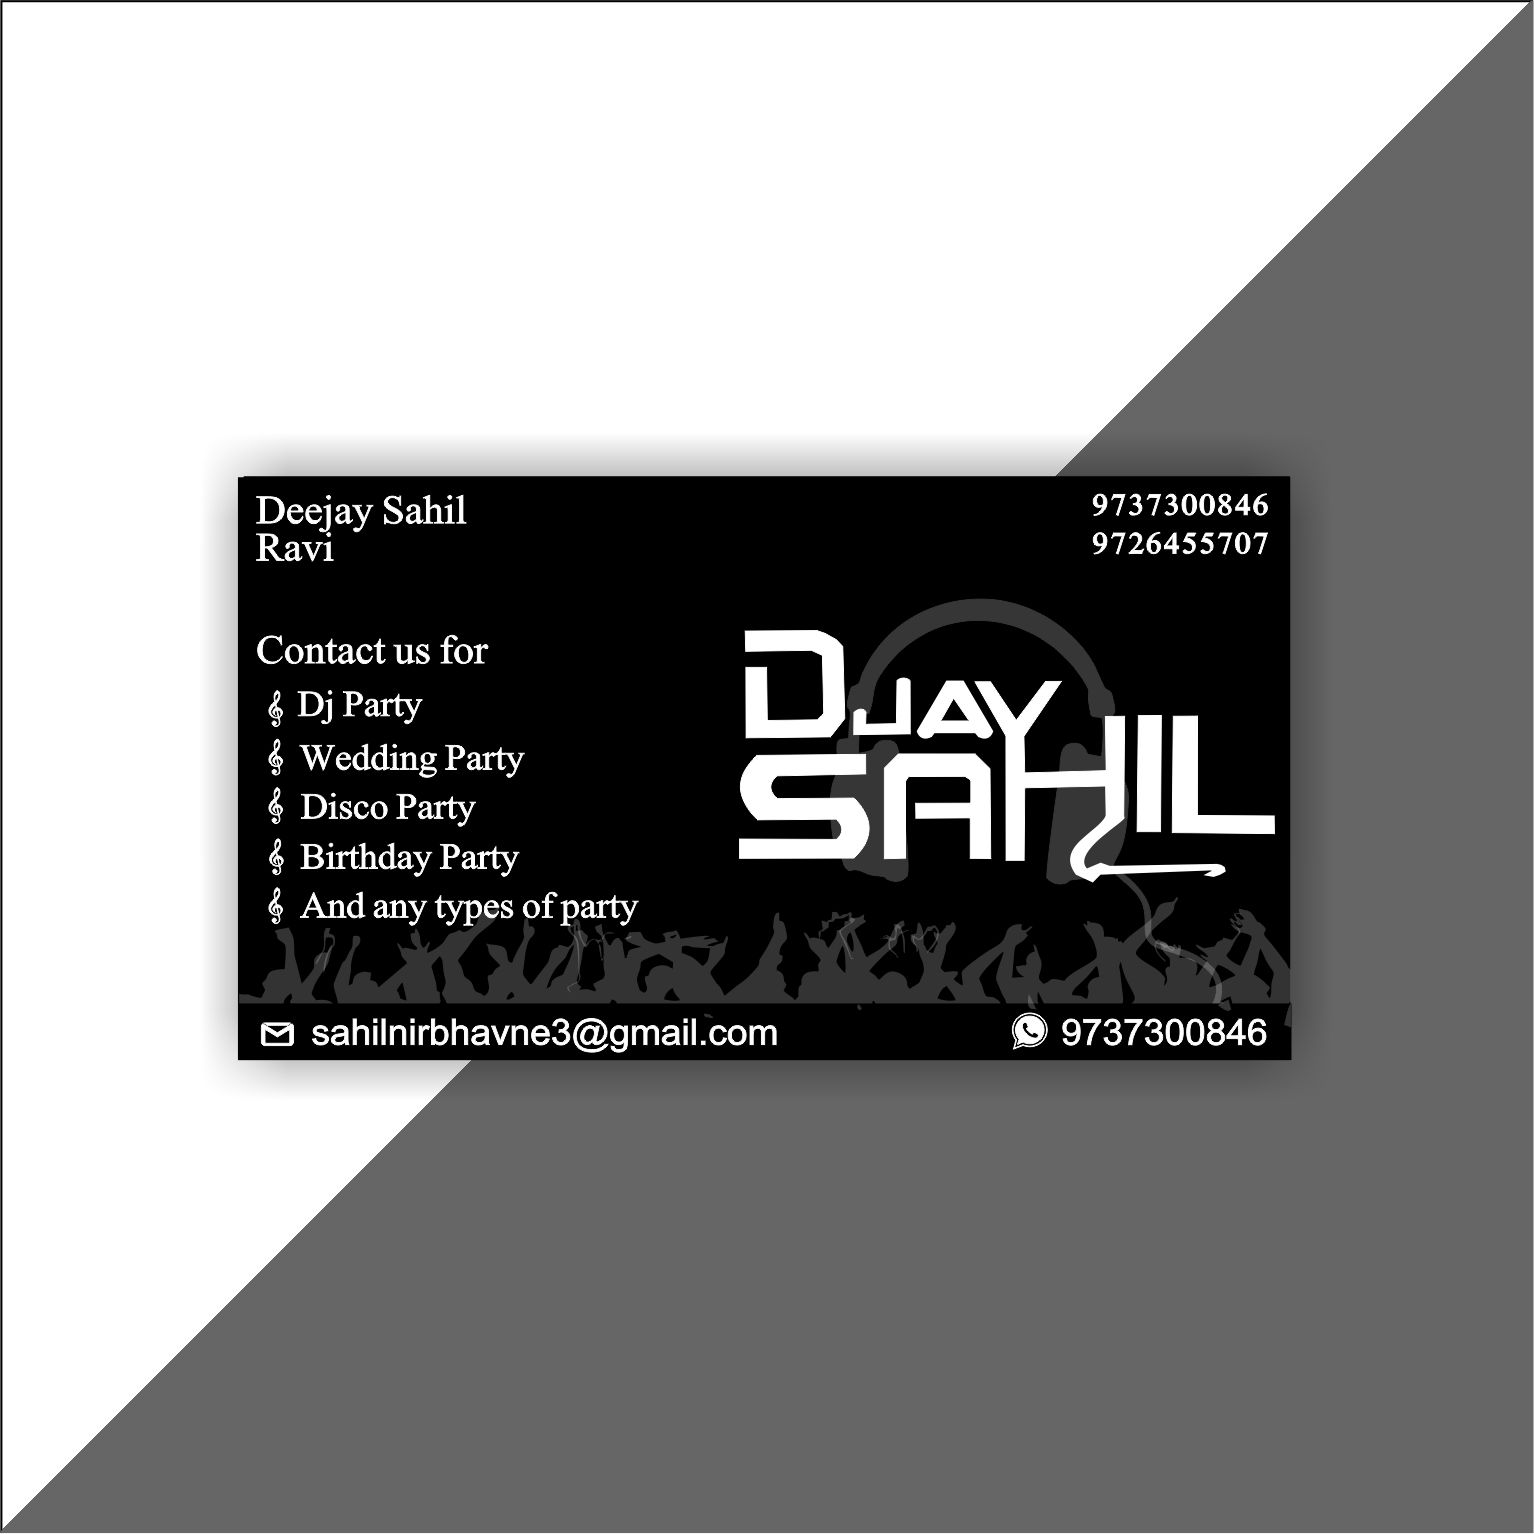 Deejay Sahil
Ravi
9737300846
9726455707
Contact us for
Dj Party
Wedding Party
Disco Party
Birthday Party
And any types of party
DJAY
SAHIL
sahilnirbhavne3@gmail.com
9737300846